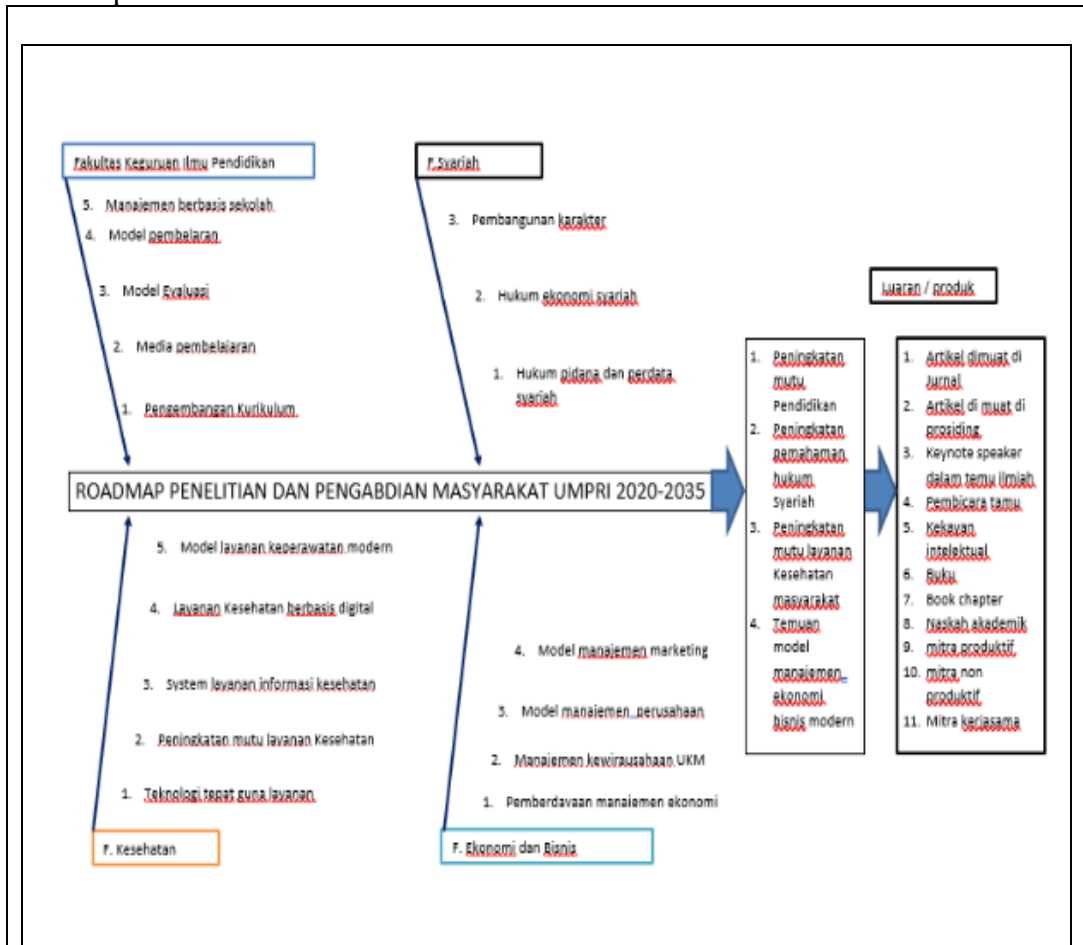 Fakultas Keguruan Ilmu Pendidikan
5. Manajemen berbasis sekolah
4. Model pembelaran
3. Model Evaluasi
2. Media pembelajaran
1. Pengembangan Kurikulum
F.Syariah
3. Pembangunan karakter
2. Hukum ekonomi syariah
1. Hukum pidana dan perdata
syariah
ROADMAP PENELITIAN DAN PENGABDIAN MASYARAKAT UMPRI 2020-2035
5. Model layanan keperawatan modern
4. Layanan Kesehatan berbasis digital
3. System layanan informasi kesehatan
2. Peningkatan mutu layanan Kesehatan
1. Teknologi tepat guna layanan
F. Kesehatan
4. Model manajemen marketing
3. Model manajemen perusahaan
2. Manajemen kewirausahaan UKM
1. Pemberdayaan manajemen ekonomi
F. Ekonomi dan Bisnis
1. Peningkatan
mutu
Pendidikan
2. Peningkatan
pemahaman
hukum
Syariah
3. Peningkatan
mutu layanan
Kesehatan
masyarakat
4. Temuan
model
manajemen
ekonomi
bisnis modern
Luaran / produk
1. Artikel dimuat di
Jurnal
2. Artikel di muat di
prosiding
3. Keynote speaker
dalam temu ilmiah
4. Pembicara tamu
5. Kekayan
intelektual
6. Buku
7. Book chapter
8. Naskah akademik
9. mitra produktif
10. mitra non
produktif
11. Mitra kerjasama